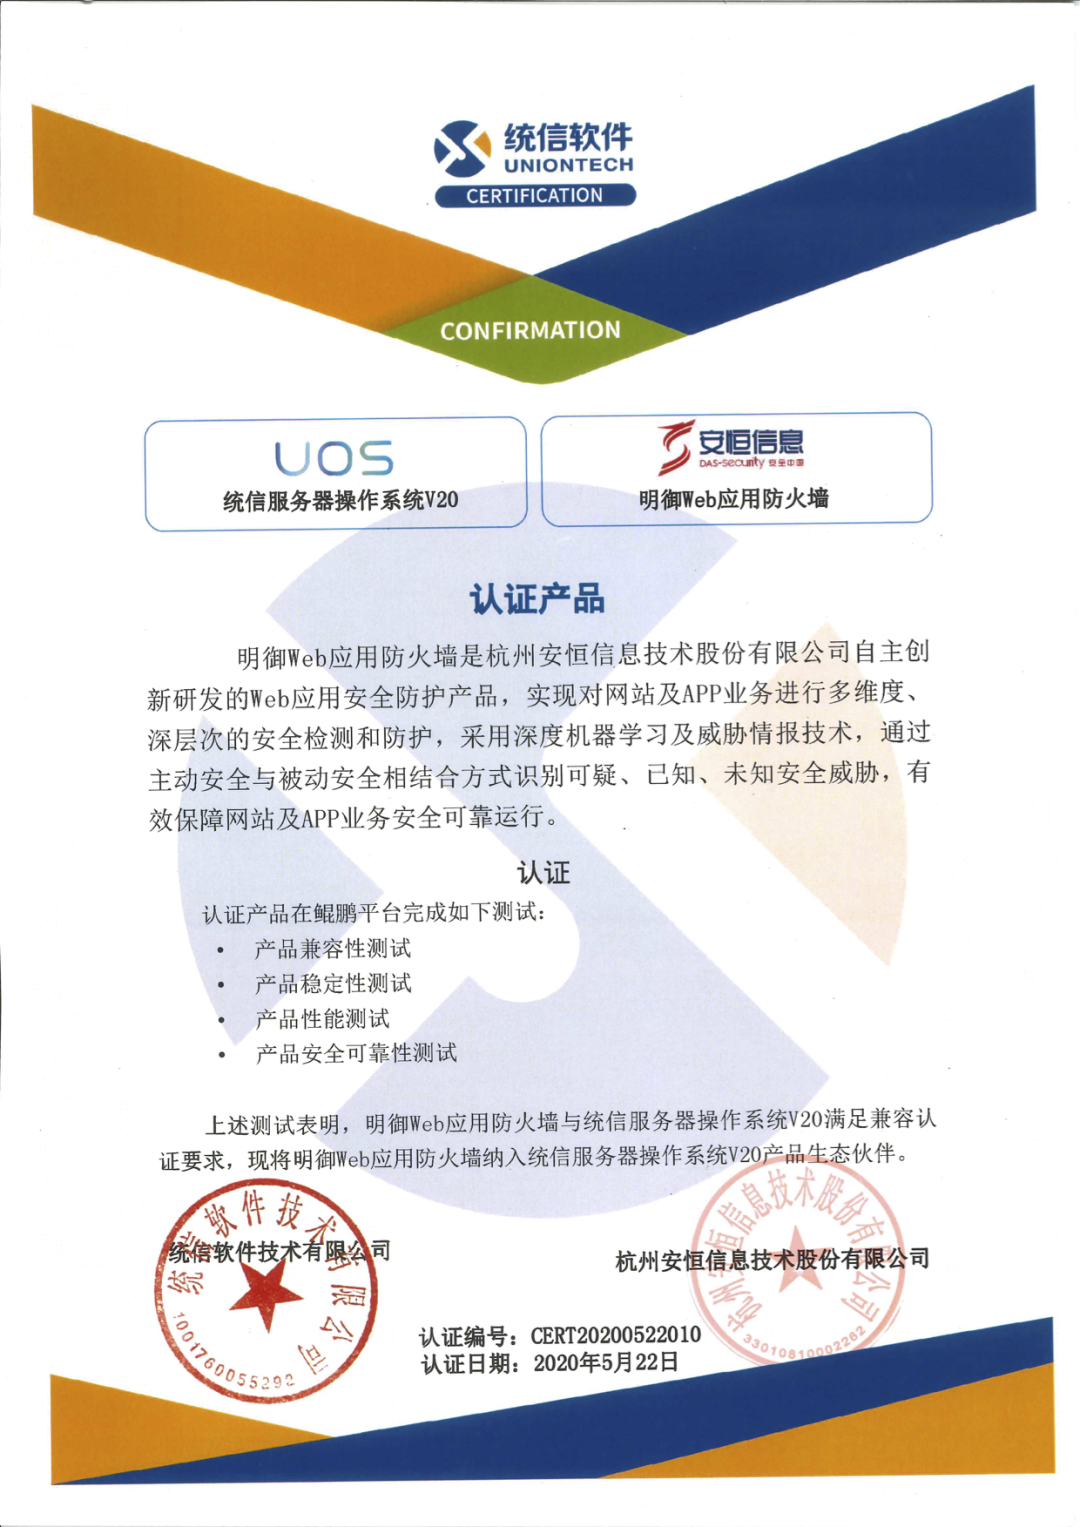 统信软件
UNIONTECH
CERTIFICATION
CONFIRMATION
UOS
统信服务器操作系统V20
安恒信息
DAS-security 安全中国
明御Web应用防火墙
认证产品
明御Web应用防火墙是杭州安恒信息技术股份有限公司自主创
新研发的Web应用安全防护产品，实现对网站及APP业务进行多维度、
深层次的安全检测和防护，采用深度机器学习及威胁情报技术，通过
主动安全与被动安全相结合方式识别可疑、已知、未知安全威胁，有
效保障网站及APP业务安全可靠运行。
认证
认证产品在鲲鹏平台完成如下测试：
• 产品兼容性测试
• 产品稳定性测试
• 产品性能测试
• 产品安全可靠性测试
上述测试表明，明御Web应用防火墙与统信服务器操作系统V20满足兼容认
证要求，现将明御Web应用防火墙纳入统信服务器操作系统V20产品生态伙伴。
统信软件技术有限公司
统信软件技术有限公司
1001760055292
杭州安恒信息技术股份有限公司
杭州安恒信息技术股份有限公司
33010810002262
认证编号：CERT20200522010
认证日期：2020年5月22日